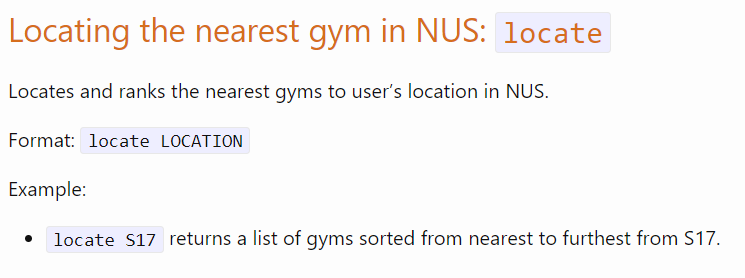 Locating the nearest gym in NUS: locate
Locates and ranks the nearest gyms to user’s location in NUS.
Format: locate LOCATION
Example:
• locate S17 returns a list of gyms sorted from nearest to furthest from S17.